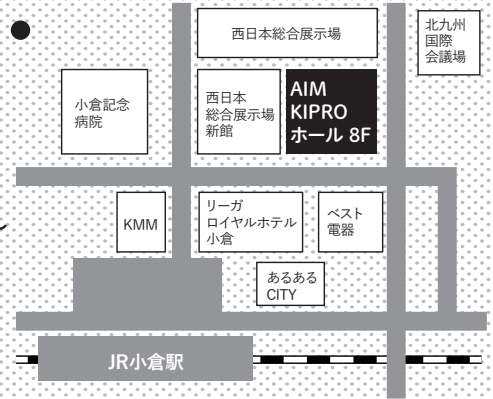 西日本総合展示場
北九州
国際
会議場
小倉記念
病院
西日本
総合展示場
新館
AIM
KIPRO
ホール 8F
KMM
リーガ
ロイヤルホテル
小倉
ベスト
電器
あるある
CITY
JR小倉駅